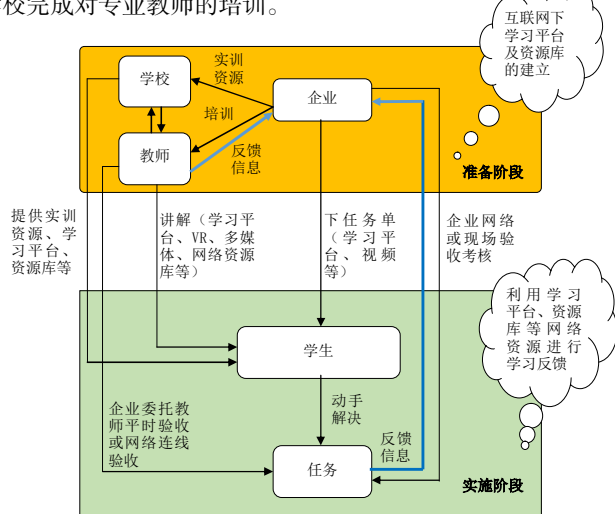 学校完成对专业教师的培训。
互联网下
学习平台
及资源库
的建立
实训
资源
学校
企业
培训
教师
反馈
信息
准备阶段
提供实训
资源、学
习平台、
资源库等
讲解（学习平
台、VR、多媒
体、网络资源
库等）
下任务单
（学习平
台、视频
等）
企业网络
或现场验
收考核
利用学习
平台、资源
库等网络
资源进行
学习反馈
学生
动手
解决
企业委托教
师平时验收
或网络连线
验收
反馈
信息
任务
实施阶段